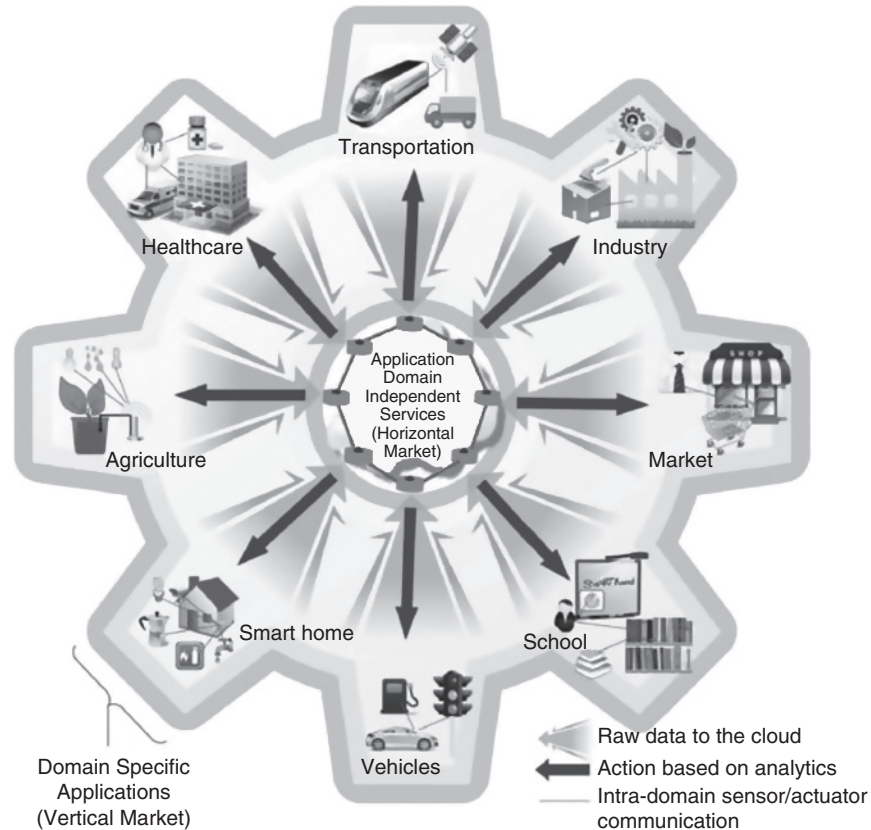 Transportation
Healthcare
Industry
SHOP
Application
Domain
Independent
Services
(Horizontal
Market)
Agriculture
Market
Smart home
School
Vehicles
Domain Specific
Applications
(Vertical Market)
Raw data to the cloud
Action based on analytics
Intra-domain sensor/actuator
communication